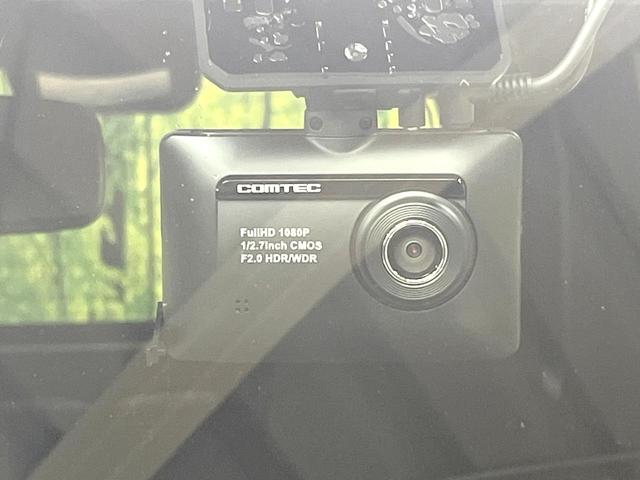 COMTEC
FullHD 1080P
1/2.7inch CMOS
F2.0 HDR/WDR